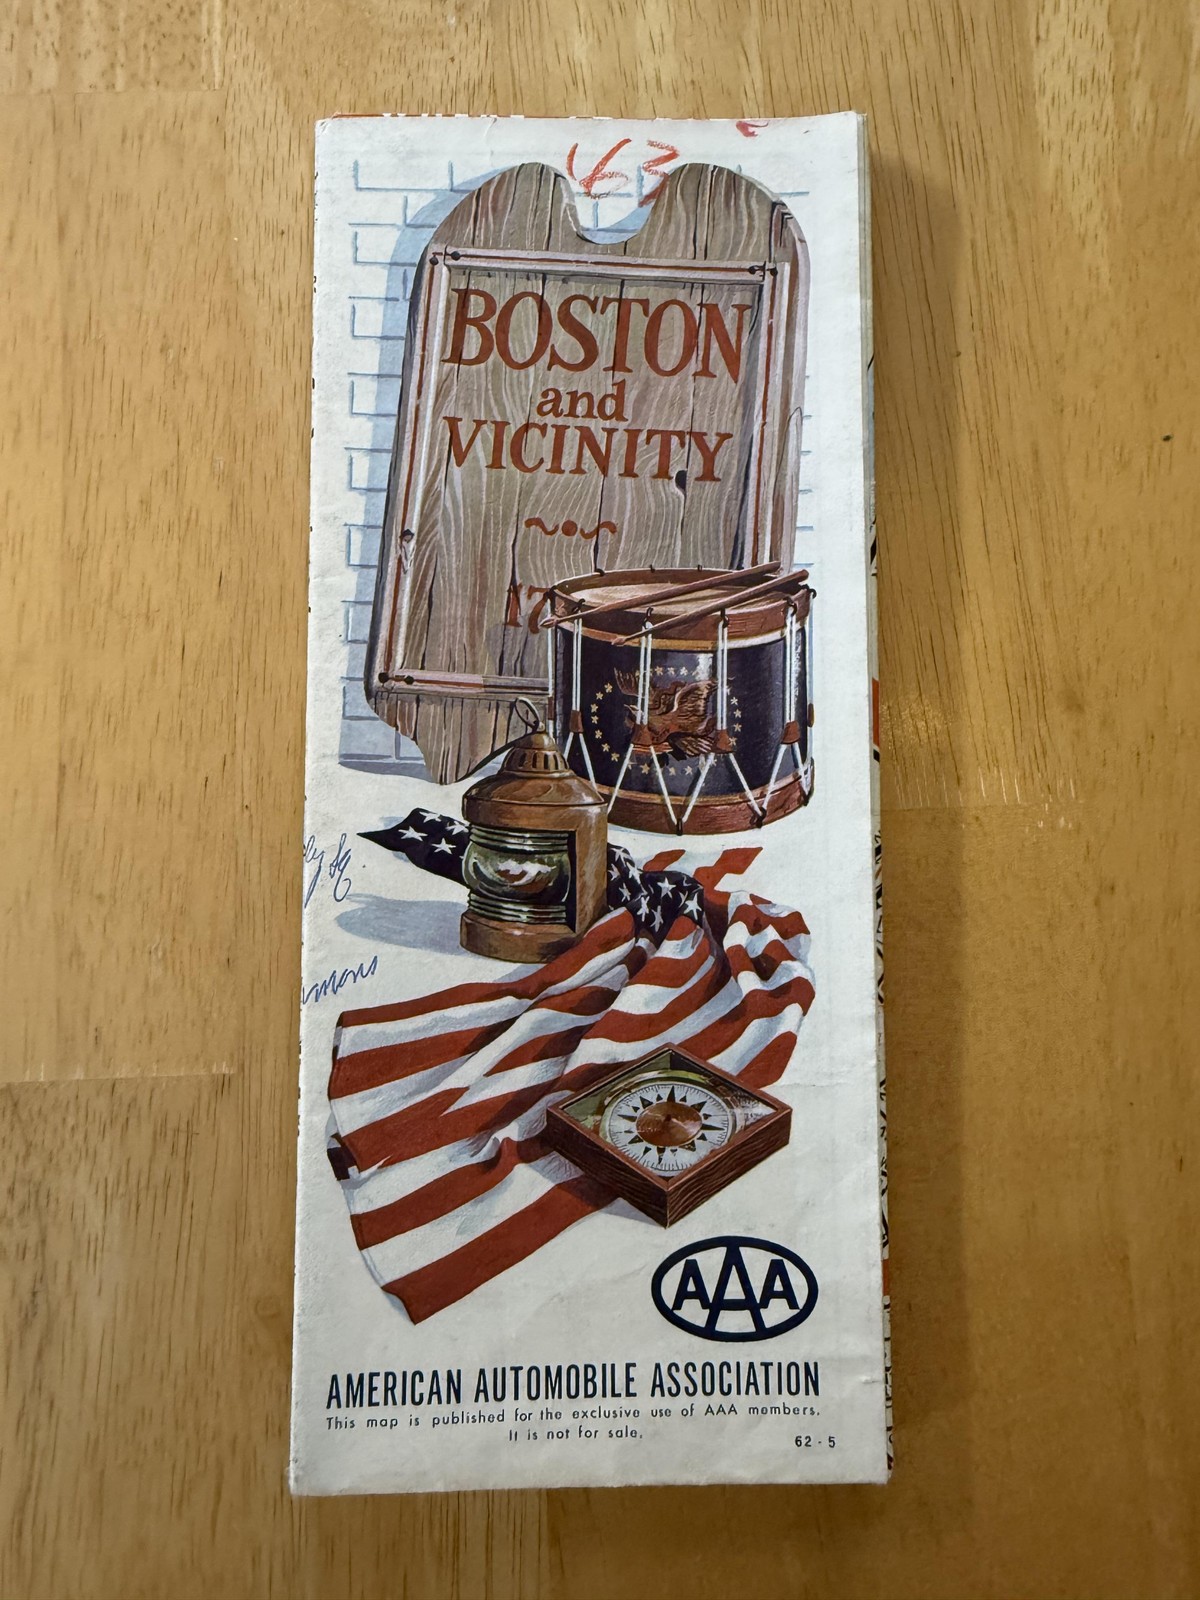 '63
BOSTON
and
VICINITY
17
AAA
AMERICAN AUTOMOBILE ASSOCIATION
This map is published for the exclusive use of AAA members.
It is not for sale.
62 - 5